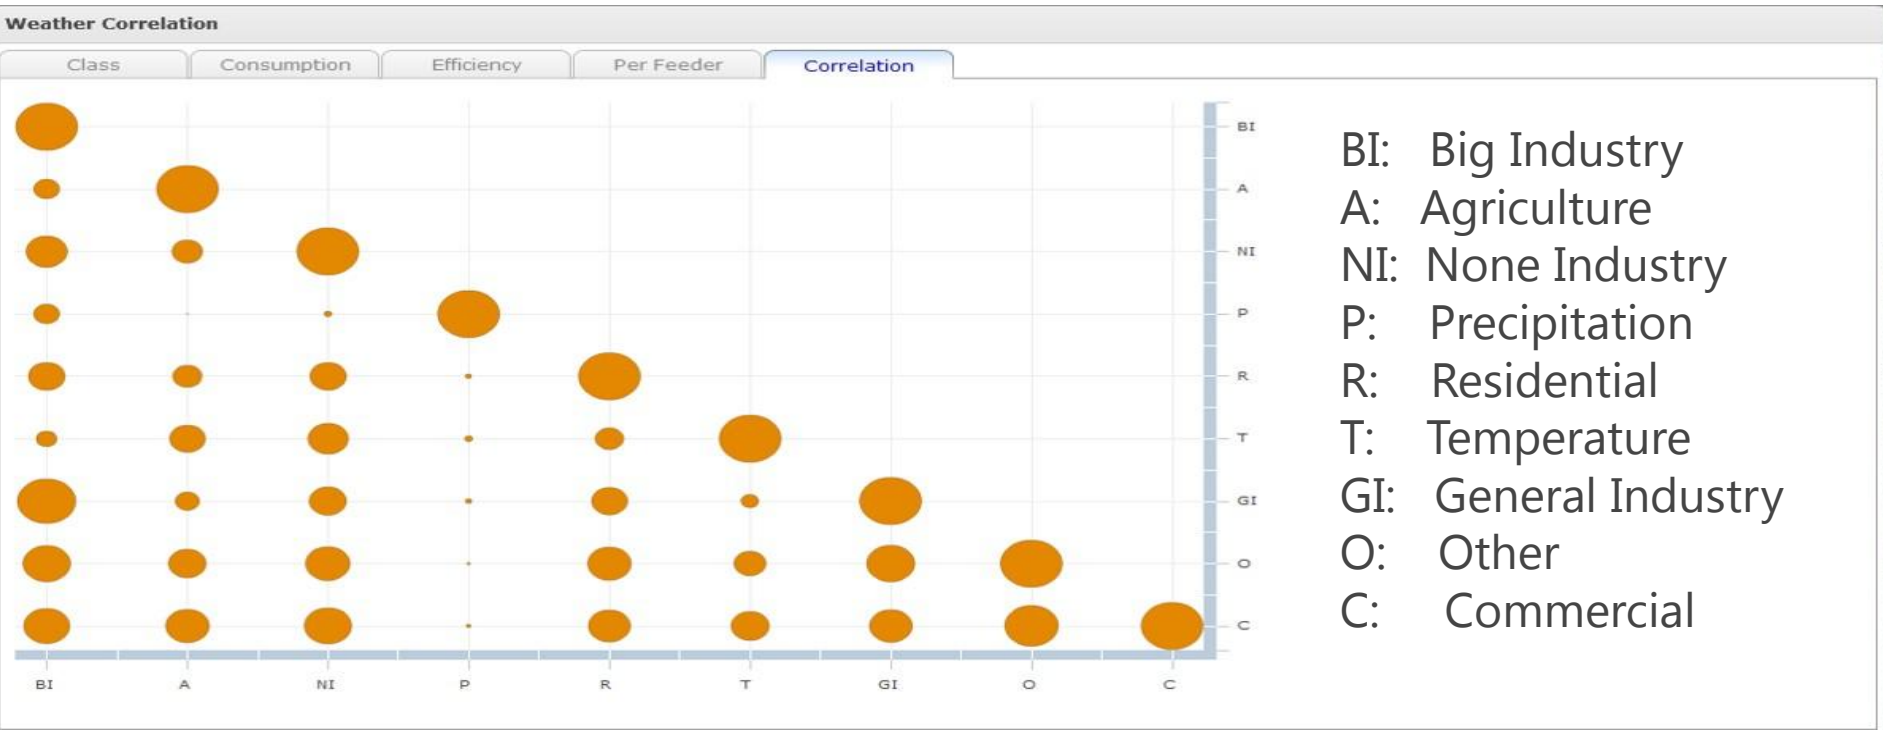 Weather Correlation
Class Consumption Efficiency Per Feeder Correlation
BI
A
NI
P
R
T
GI
O
C
BI A NI P R T GI O C
BI: Big Industry
A: Agriculture
NI: None Industry
P: Precipitation
R: Residential
T: Temperature
GI: General Industry
O: Other
C: Commercial